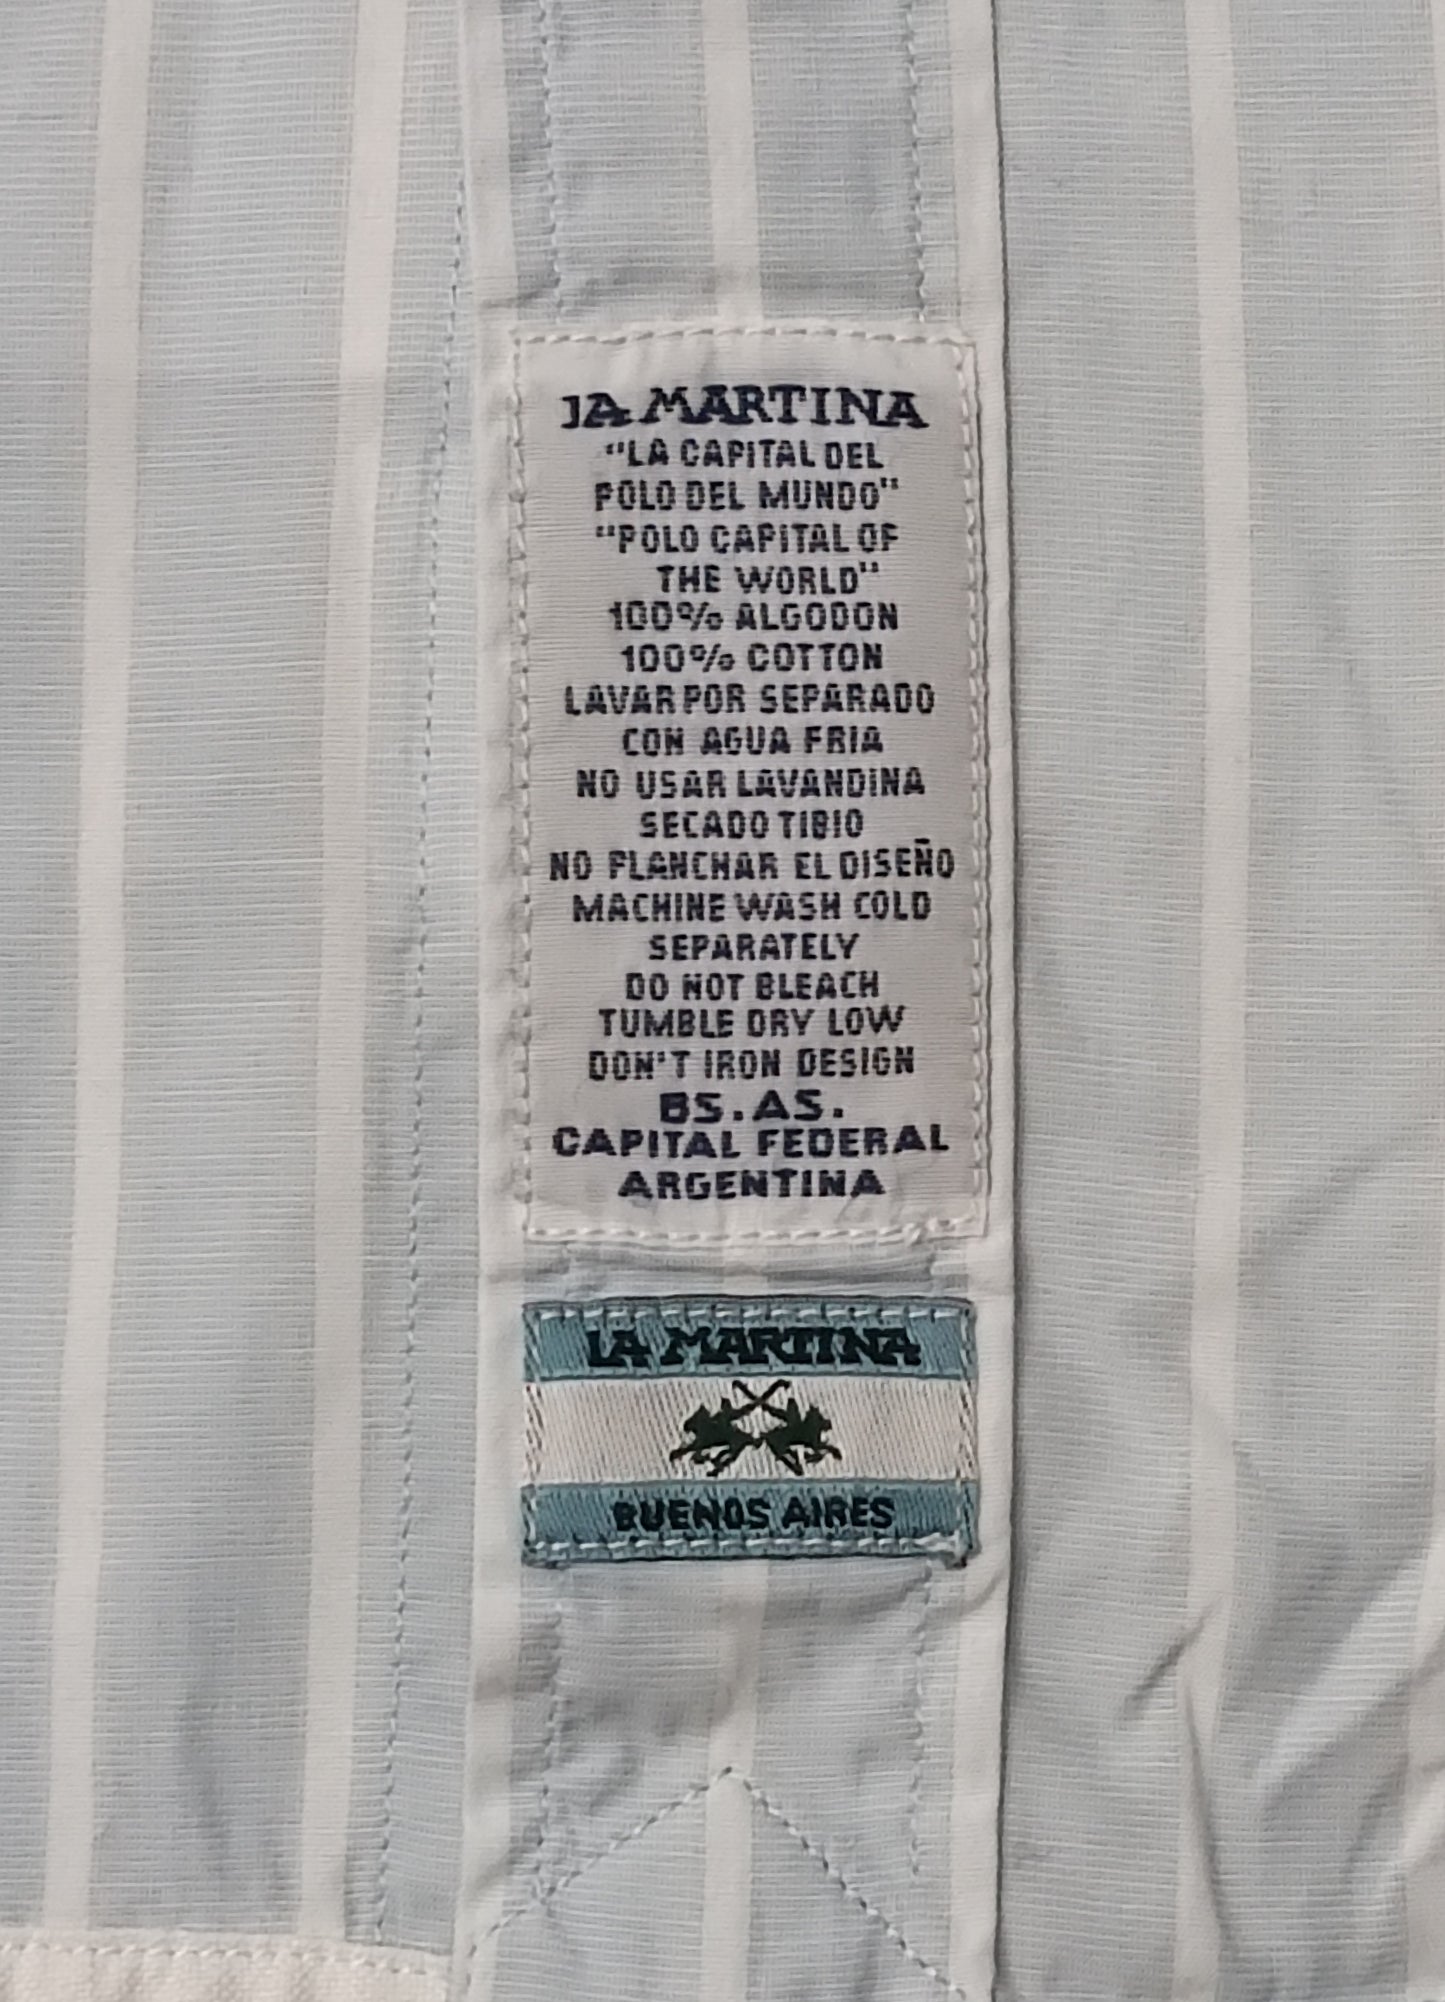 LA MARTINA
"LA CAPITAL DEL
POLO DEL MUNDO"
"POLO CAPITAL OF
THE WORLD"
100% ALGODON
100% COTTON
LAVAR POR SEPARADO
CON AGUA FRIA
NO USAR LAVANDINA
SECADO TIBIO
NO PLANCHAR EL DISEÑO
MACHINE WASH COLD
SEPARATELY
DO NOT BLEACH
TUMBLE DRY LOW
DON'T IRON DESIGN
BS. AS.
CAPITAL FEDERAL
ARGENTINA
LA MARTINA
BUENOS AIRES